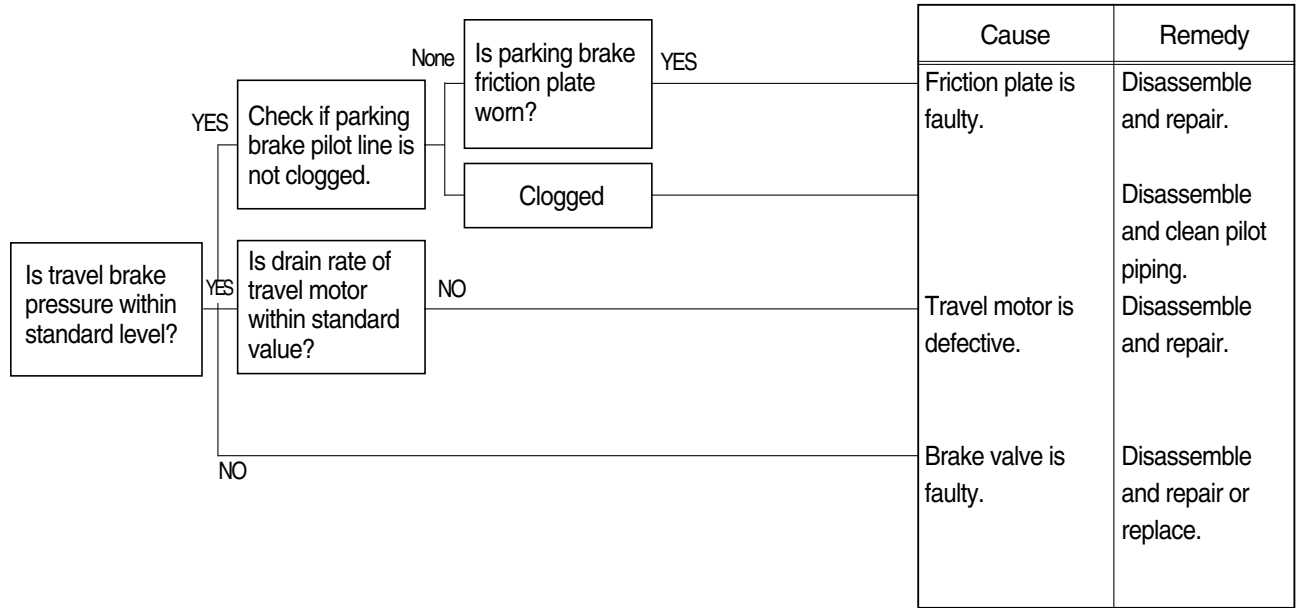 Cause
Remedy
None
Is parking brake
friction plate
worn?
YES
Friction plate is
faulty.
Disassemble
and repair.
YES
Check if parking
brake pilot line is
not clogged.
Clogged
Disassemble
and clean pilot
piping.
Is travel brake
pressure within
standard level?
YES
Is drain rate of
travel motor
within standard
value?
NO
Travel motor is
defective.
Disassemble
and repair.
NO
Brake valve is
faulty.
Disassemble
and repair or
replace.